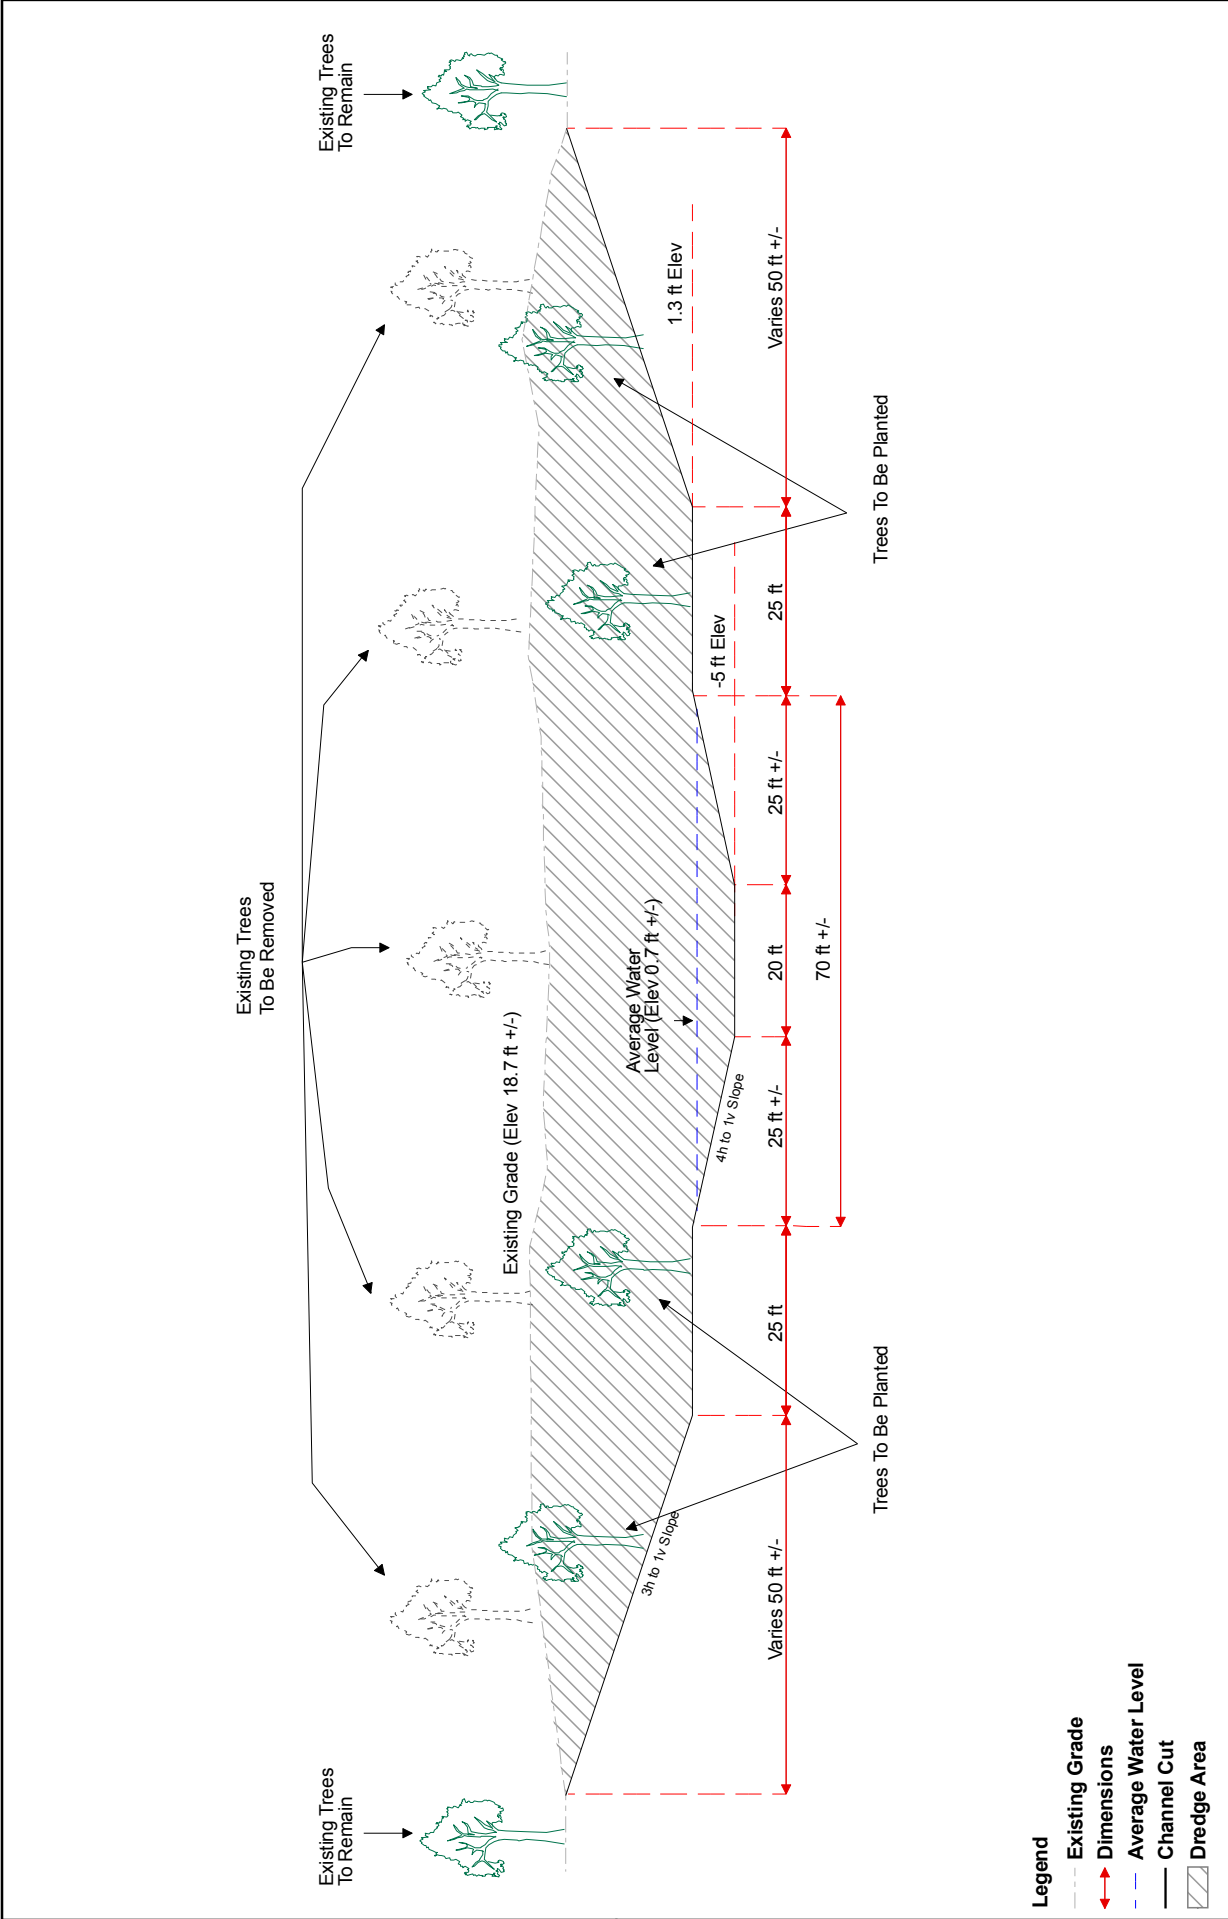 Existing Trees
To Be Removed
Existing Trees
To Remain
Existing Trees
To Remain
Existing Grade (Elev 18.7 ft +/-)
Average Water
Level (Elev 0.7 ft +/-)
1.3 ft Elev
-5 ft Elev
3h to 1v Slope
4h to 1v Slope
Varies 50 ft +/-
25 ft
25 ft +/-
20 ft
25 ft +/-
25 ft
Varies 50 ft +/-
70 ft +/-
Trees To Be Planted
Trees To Be Planted
Legend
Existing Grade
Dimensions
Average Water Level
Channel Cut
Dredge Area